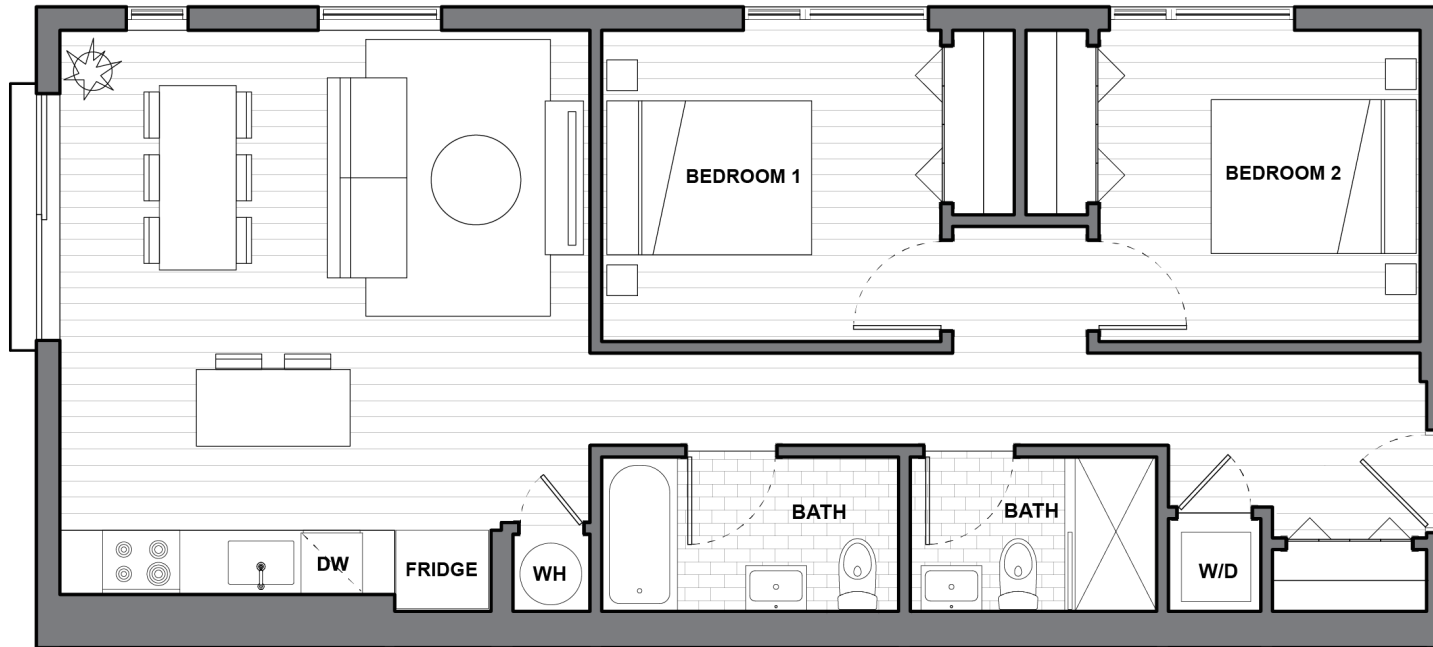 BEDROOM 1
BEDROOM 2
BATH
BATH
DW
FRIDGE
WH
W/D